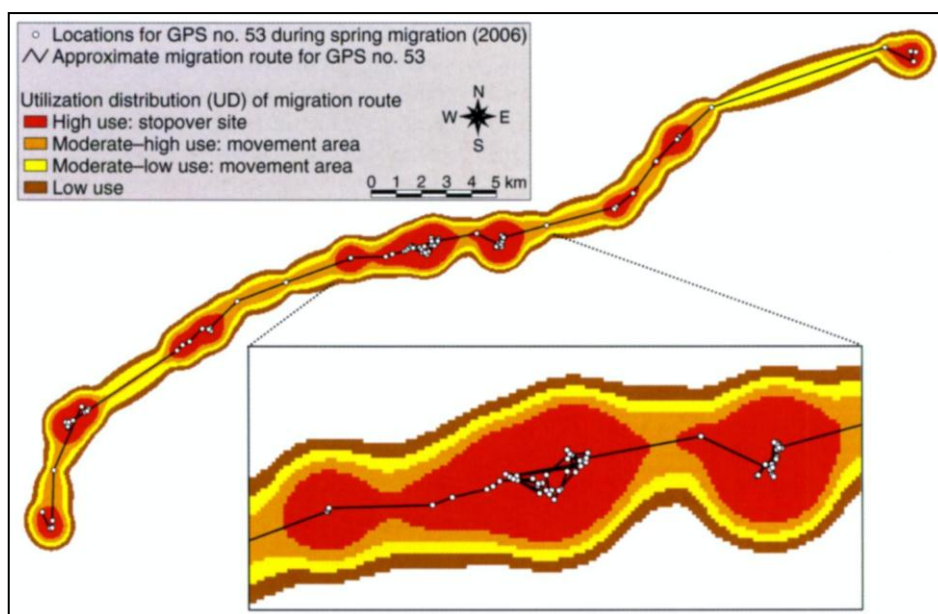 Locations for GPS no. 53 during spring migration (2006)
Approximate migration route for GPS no. 53
Utilization distribution (UD) of migration route
High use: stopover site
Moderate–high use: movement area
Moderate–low use: movement area
Low use
N
W E
S
0 1 2 3 4 5 km